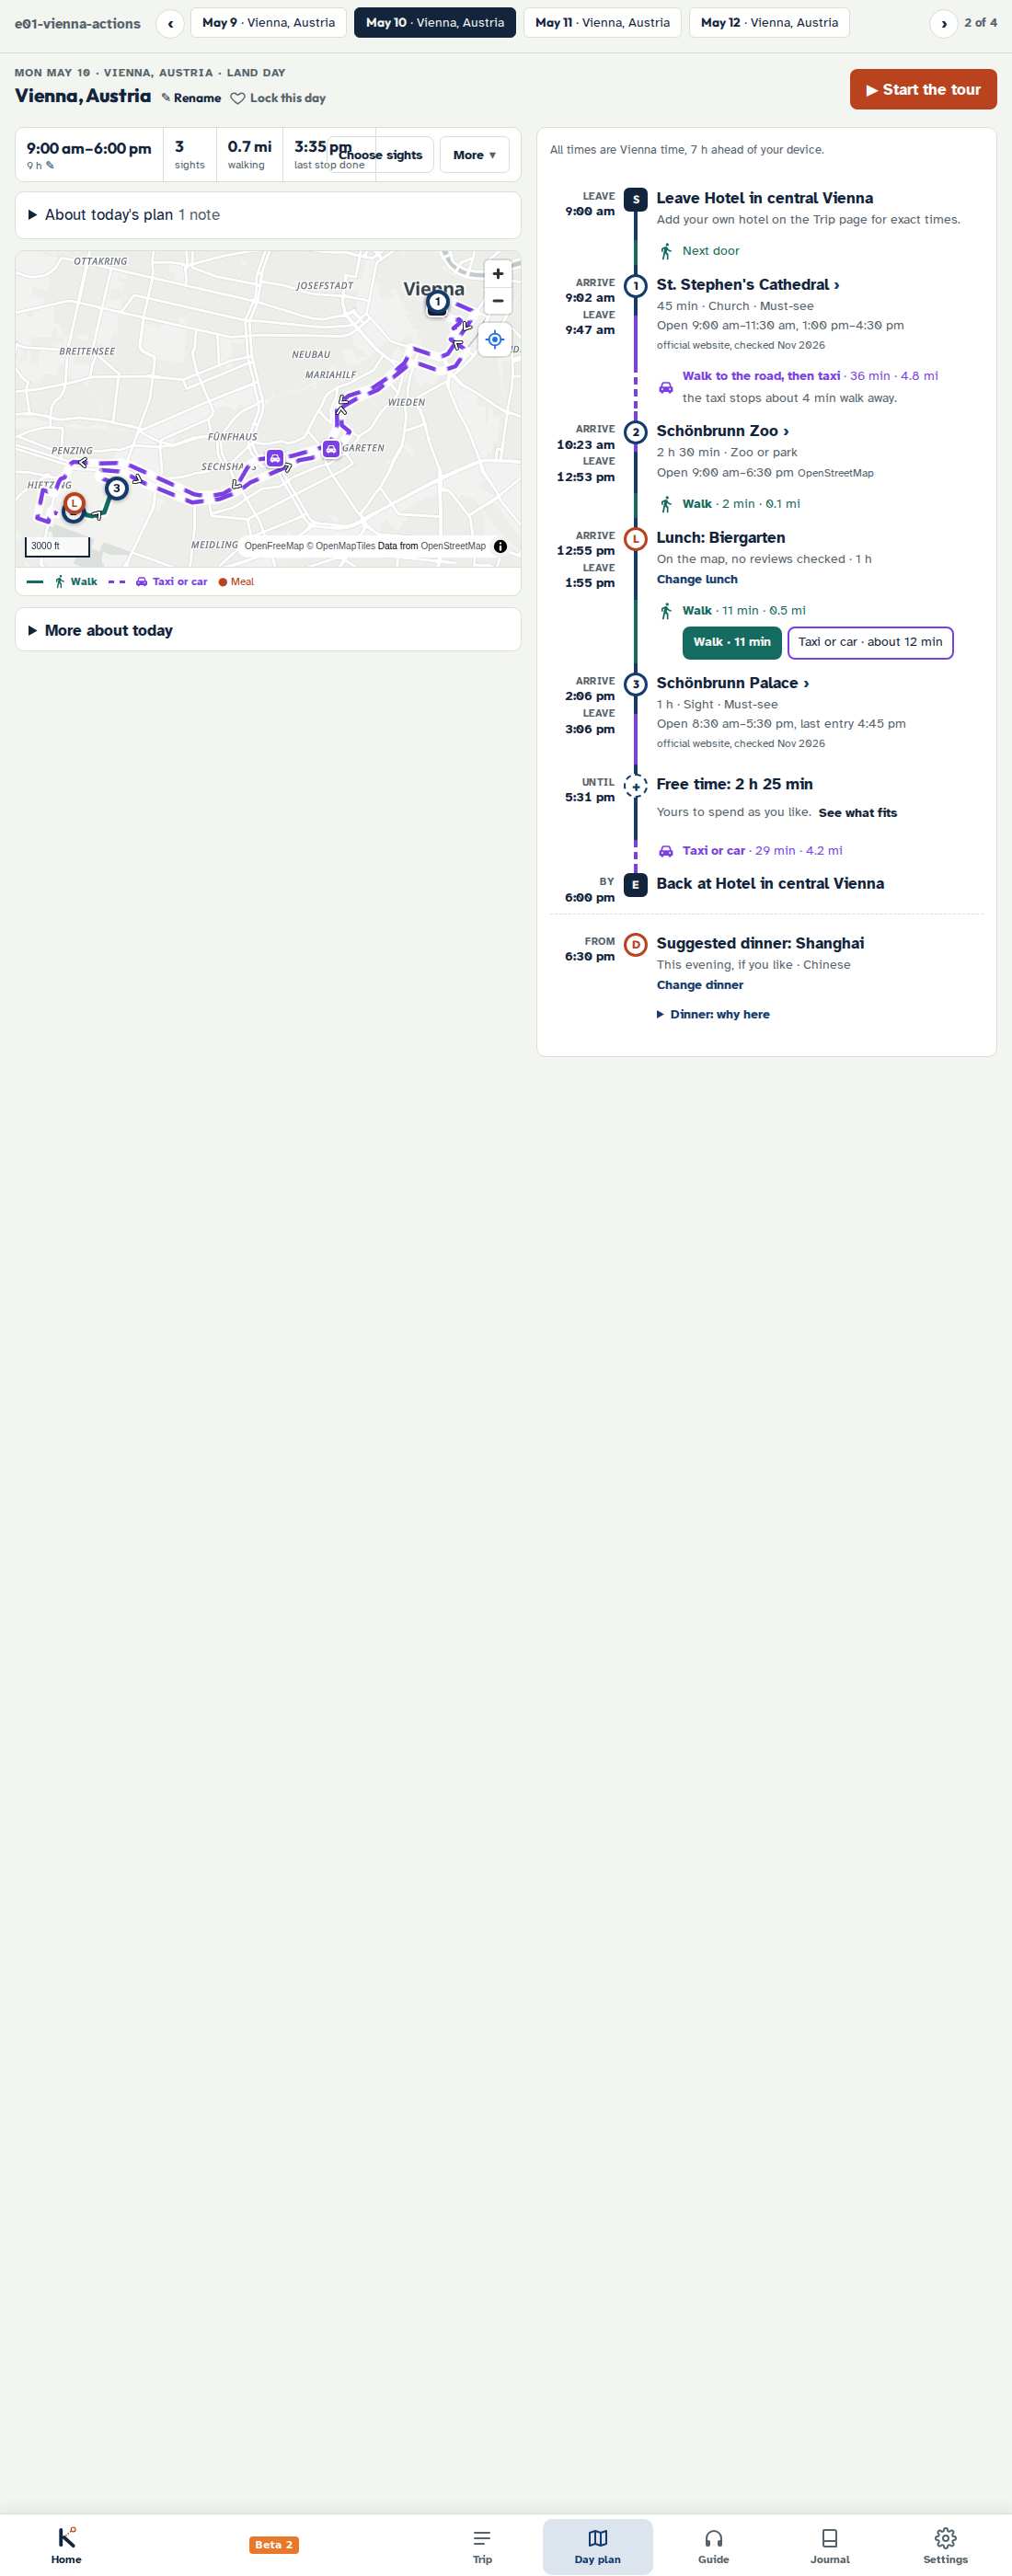 e01-vienna-actions
‹
May 9 · Vienna, Austria
May 10 · Vienna, Austria
May 11 · Vienna, Austria
May 12 · Vienna, Austria
›
2 of 4
MON MAY 10 · VIENNA, AUSTRIA · LAND DAY
Vienna, Austria
✎ Rename
Lock this day
▶ Start the tour
9:00 am–6:00 pm
9 h ✎
3
sights
0.7 mi
walking
3:35 pm
last stop done
Choose sights
More ▼
▶ About today's plan 1 note
OTTAKRING
JOSEFSTADT
Vienna
1
+
−
BREITENSEE
NEUBAU
MARIAHILF
WIEDEN
FÜNFHAUS
PENZING
GARETEN
HIETZING
3
L
3000 ft
MEIDLING
OpenFreeMap © OpenMapTiles Data from OpenStreetMap
Walk
Taxi or car
Meal
▶ More about today
All times are Vienna time, 7 h ahead of your device.
LEAVE
9:00 am
S
Leave Hotel in central Vienna
Add your own hotel on the Trip page for exact times.
Next door
ARRIVE
9:02 am
LEAVE
9:47 am
1
St. Stephen's Cathedral ›
45 min · Church · Must-see
Open 9:00 am–11:30 am, 1:00 pm–4:30 pm
official website, checked Nov 2026
Walk to the road, then taxi · 36 min · 4.8 mi
the taxi stops about 4 min walk away.
ARRIVE
10:23 am
LEAVE
12:53 pm
2
Schönbrunn Zoo ›
2 h 30 min · Zoo or park
Open 9:00 am–6:30 pm OpenStreetMap
Walk · 2 min · 0.1 mi
ARRIVE
12:55 pm
LEAVE
1:55 pm
L
Lunch: Biergarten
On the map, no reviews checked · 1 h
Change lunch
Walk · 11 min · 0.5 mi
Walk · 11 min
Taxi or car · about 12 min
ARRIVE
2:06 pm
LEAVE
3:06 pm
3
Schönbrunn Palace ›
1 h · Sight · Must-see
Open 8:30 am–5:30 pm, last entry 4:45 pm
official website, checked Nov 2026
UNTIL
5:31 pm
+
Free time: 2 h 25 min
Yours to spend as you like. See what fits
Taxi or car · 29 min · 4.2 mi
BY
6:00 pm
E
Back at Hotel in central Vienna
FROM
6:30 pm
D
Suggested dinner: Shanghai
This evening, if you like · Chinese
Change dinner
▶ Dinner: why here
Home
Beta 2
Trip
Day plan
Guide
Journal
Settings